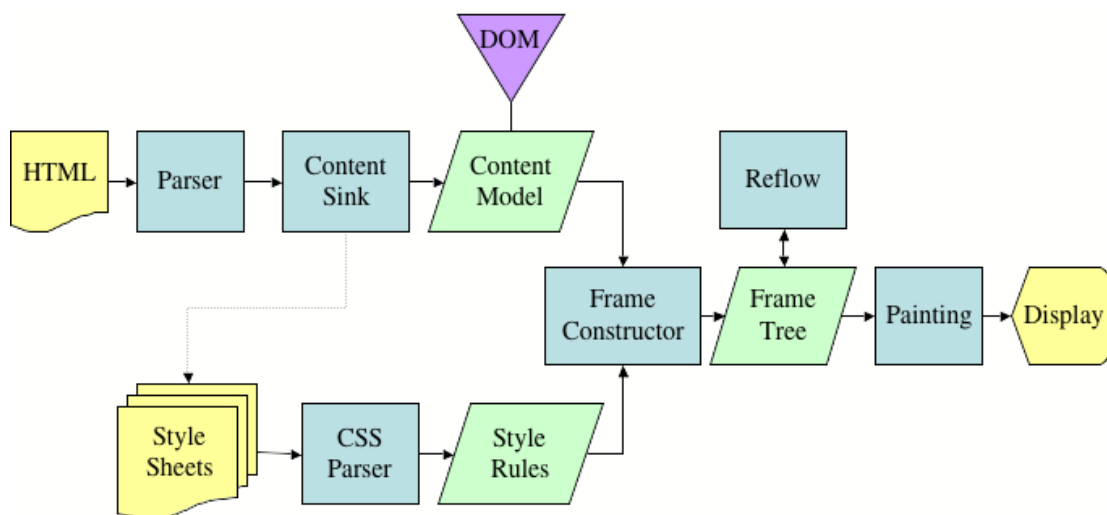 DOM
HTML
Parser
Content
Sink
Content
Model
Reflow
Frame
Constructor
Frame
Tree
Painting
Display
Style
Sheets
CSS
Parser
Style
Rules